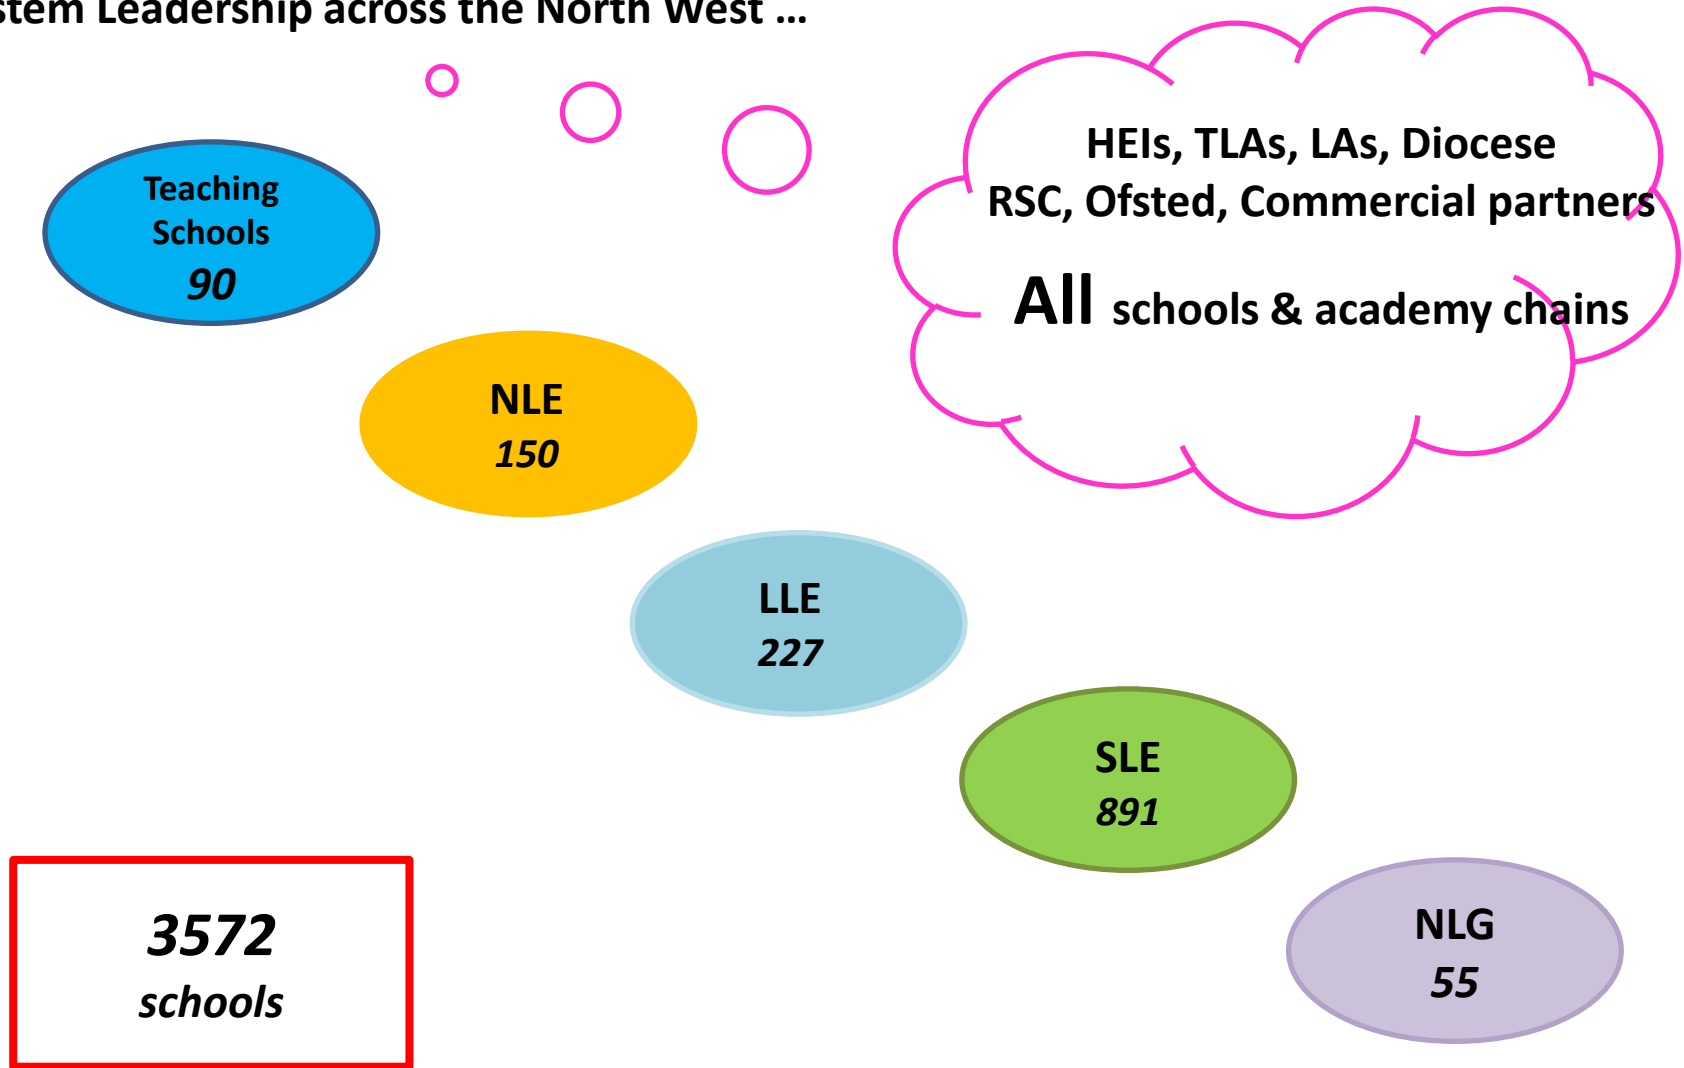 stem Leadership across the North West ...
HEIs, TLAs, LAs, Diocese
RSC, Ofsted, Commercial partners
All schools & academy chains
Teaching
Schools
90
NLE
150
LLE
227
SLE
891
NLG
55
3572
schools